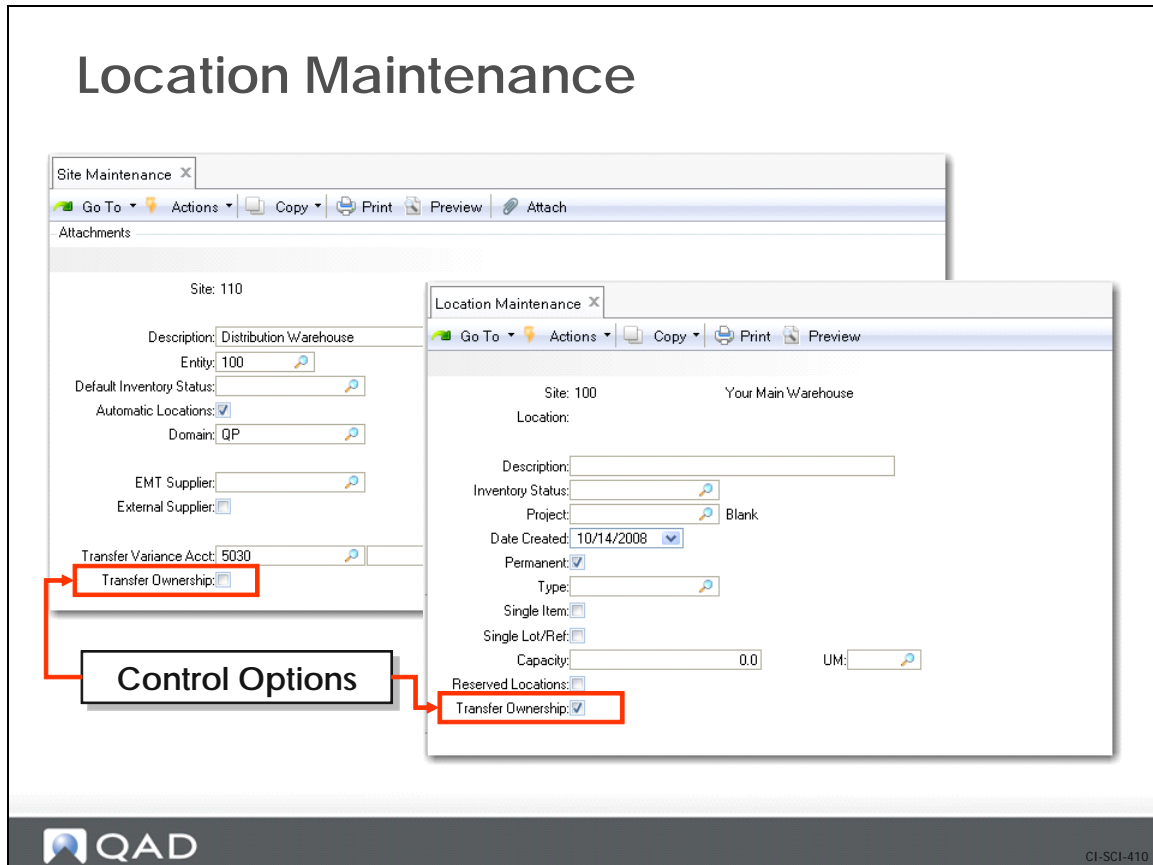 Location Maintenance
Site Maintenance X
Go To Actions Copy Print Preview Attach
Attachments
Site: 110
Description: Distribution Warehouse
Entity: 100
Default Inventory Status:
Automatic Locations:
Domain: QP
EMT Supplier:
External Supplier:
Transfer Variance Acct: 5030
Transfer Ownership:
Location Maintenance X
Go To Actions Copy Print Preview
Site: 100 Your Main Warehouse
Location:
Description:
Inventory Status:
Project: Blank
Date Created: 10/14/2008
Permanent:
Type:
Single Item:
Single Lot/Ref:
Capacity: 0.0 UM:
Reserved Locations:
Transfer Ownership:
Control Options
QAD
CI-SCI-410